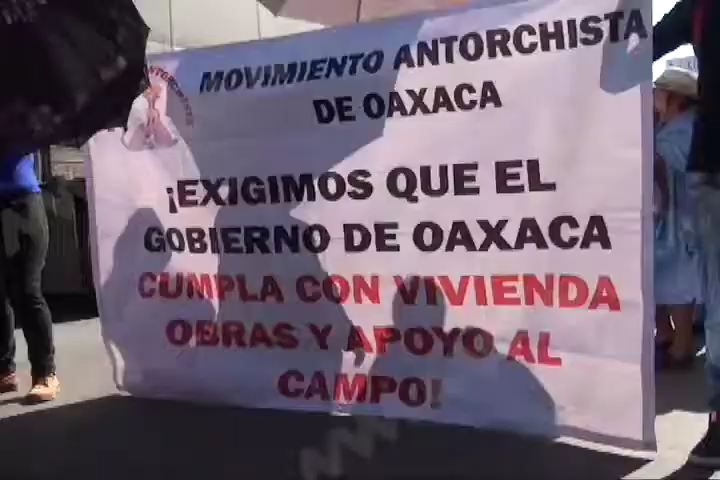 MOVIMIENTO ANTORCHISTA
DE OAXACA
¡EXIGIMOS QUE EL
GOBIERNO DE OAXACA
CUMPLA CON VIVIENDA
OBRAS Y APOYO AL
CAMPO!